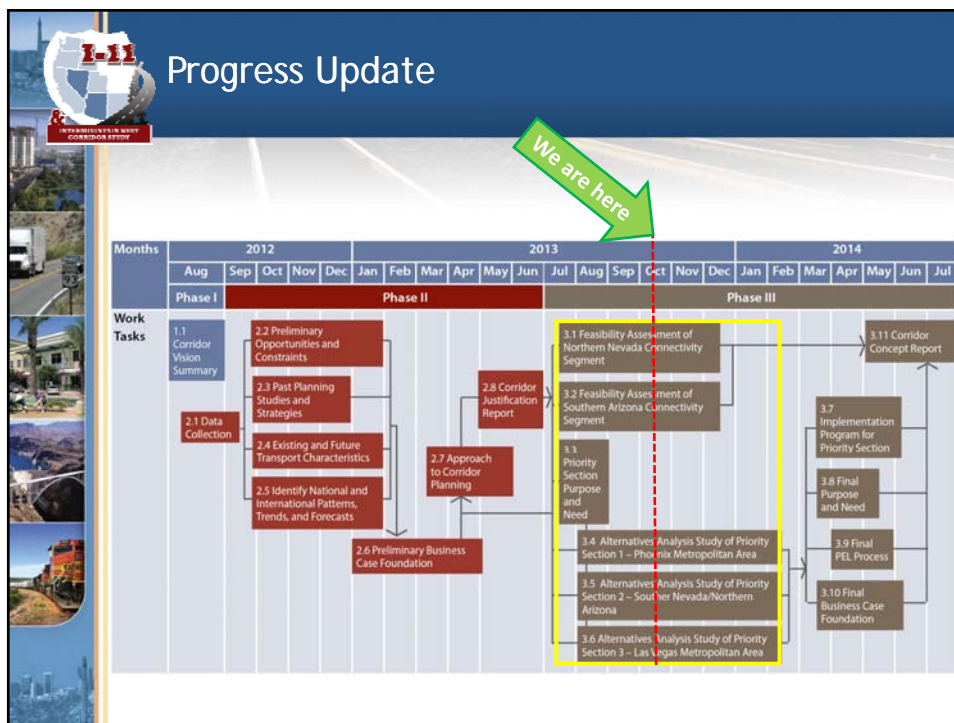 I-11
&
INTERMOUNTAIN WEST
CORRIDOR STUDY
Progress Update
We are here
Months
2012
2013
2014
Aug Sep Oct Nov Dec Jan Feb Mar Apr May Jun Jul Aug Sep Oct Nov Dec Jan Feb Mar Apr May Jun Jul
Phase I
Phase II
Phase III
Work
Tasks
1.1
Corridor
Vision
Summary
2.1 Data
Collection
2.2 Preliminary
Opportunities and
Constraints
2.3 Past Planning
Studies and
Strategies
2.4 Existing and Future
Transport Characteristics
2.5 Identify National and
International Patterns,
Trends, and Forecasts
2.6 Preliminary Business
Case Foundation
2.7 Approach
to Corridor
Planning
2.8 Corridor
Justification
Report
3.1 Feasibility Assessment of
Northern Nevada Connectivity
Segment
3.2 Feasibility Assessment of
Southern Arizona Connectivity
Segment
3.3
Priority
Section
Purpose
and
Need
3.4 Alternatives Analysis Study of Priority
Section 1 – Phoenix Metropolitan Area
3.5 Alternatives Analysis Study of Priority
Section 2 – Souther Nevada/Northern
Arizona
3.6 Alternatives Analysis Study of Priority
Section 3 – Las Vegas Metropolitan Area
3.11 Corridor
Concept Report
3.7
Implementation
Program for
Priority Section
3.8 Final
Purpose
and Need
3.9 Final
PEL Process
3.10 Final
Business Case
Foundation